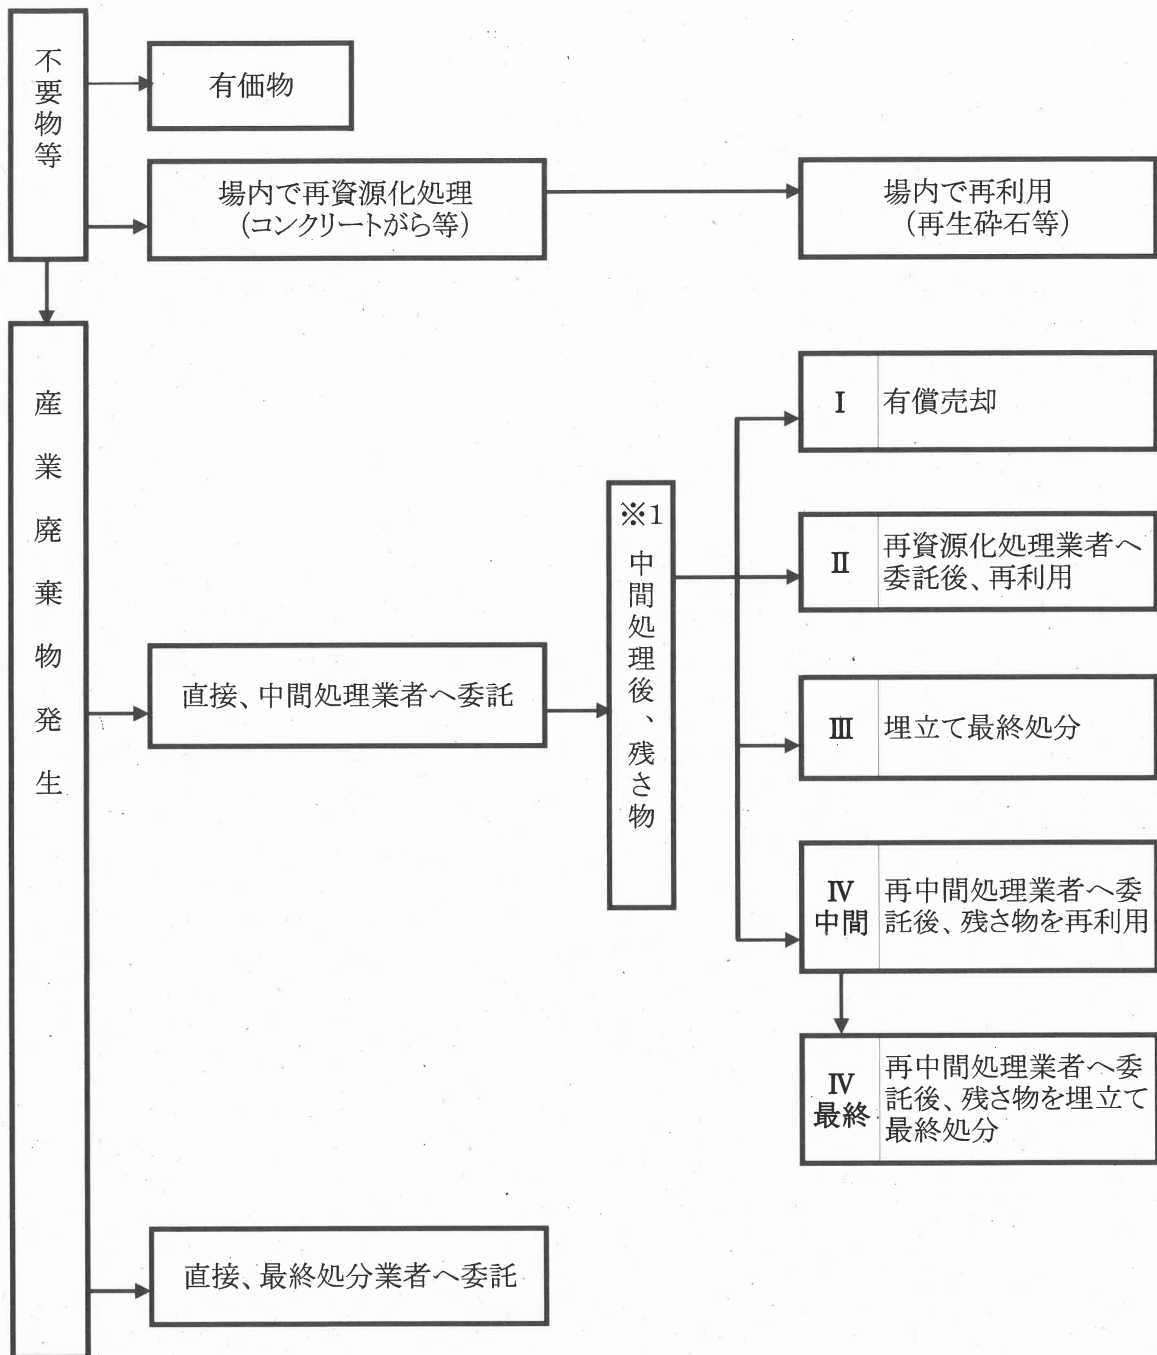 不要物等
有価物
場内で再資源化処理
(コンクリートがら等)
場内で再利用
(再生砕石等)
産業廃棄物発生
直接、中間処理業者へ委託
※1
中間処理後、残さ物
Ⅰ 有償売却
Ⅱ 再資源化処理業者へ
委託後、再利用
Ⅲ 埋立て最終処分
Ⅳ
中間
再中間処理業者へ委
託後、残さ物を再利用
Ⅳ
最終
再中間処理業者へ委
託後、残さ物を埋立て
最終処分
直接、最終処分業者へ委託